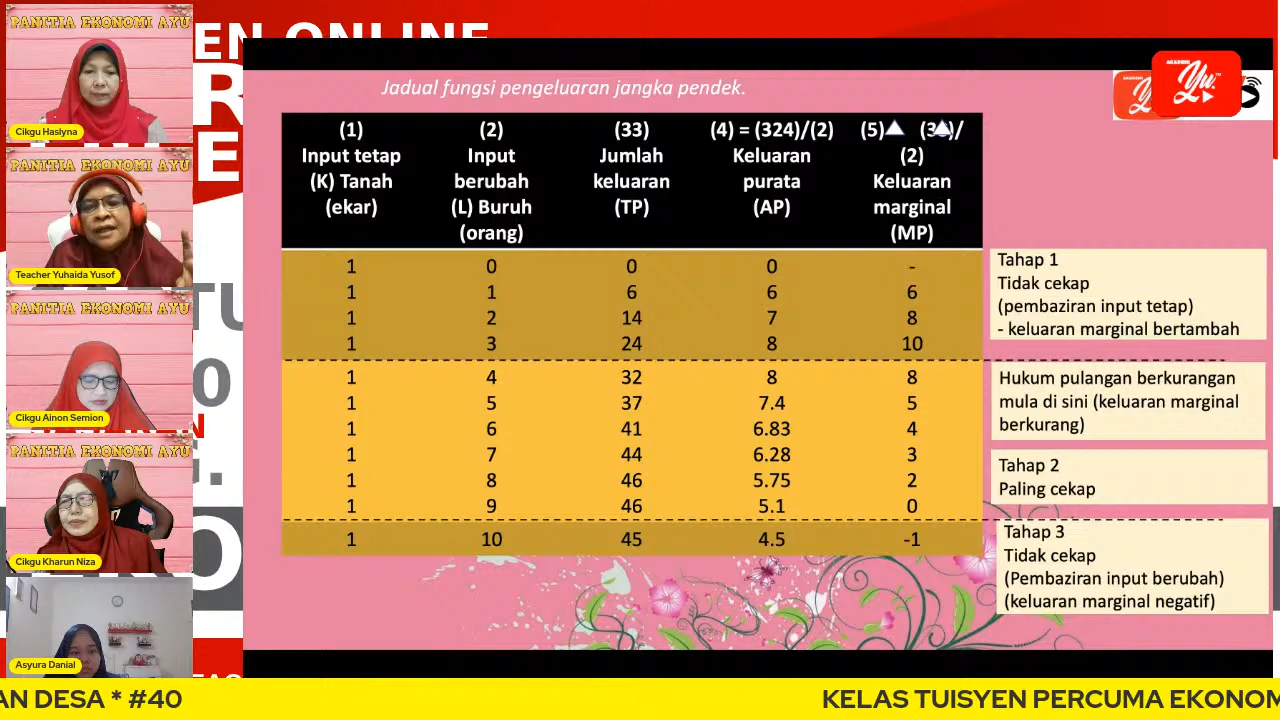 PANITIA EKONOMI AYU
Cikgu Haslyna
PANITIA EKONOMI AYU
Teacher Yuhaida Yusof
PANITIA EKONOMI AYU
Cikgu Ainon Semion
PANITIA EKONOMI AYU
Cikgu Kharun Niza
Asyura Danial
EN ONLINE
Jadual fungsi pengeluaran jangka pendek.
AKADEMI Yu
(1) Input tetap (K) Tanah (ekar)
(2) Input berubah (L) Buruh (orang)
(33) Jumlah keluaran (TP)
(4) = (324)/(2) Keluaran purata (AP)
(5) (2) Keluaran marginal (MP)
1 0 0 0 -
1 1 6 6 6
1 2 14 7 8
1 3 24 8 10
1 4 32 8 8
1 5 37 7.4 5
1 6 41 6.83 4
1 7 44 6.28 3
1 8 46 5.75 2
1 9 46 5.1 0
1 10 45 4.5 -1
Tahap 1
Tidak cekap
(pembaziran input tetap)
- keluaran marginal bertambah
Hukum pulangan berkurangan
mula di sini (keluaran marginal
berkurang)
Tahap 2
Paling cekap
Tahap 3
Tidak cekap
(Pembaziran input berubah)
(keluaran marginal negatif)
AN DESA * #40
KELAS TUISYEN PERCUMA EKONOM